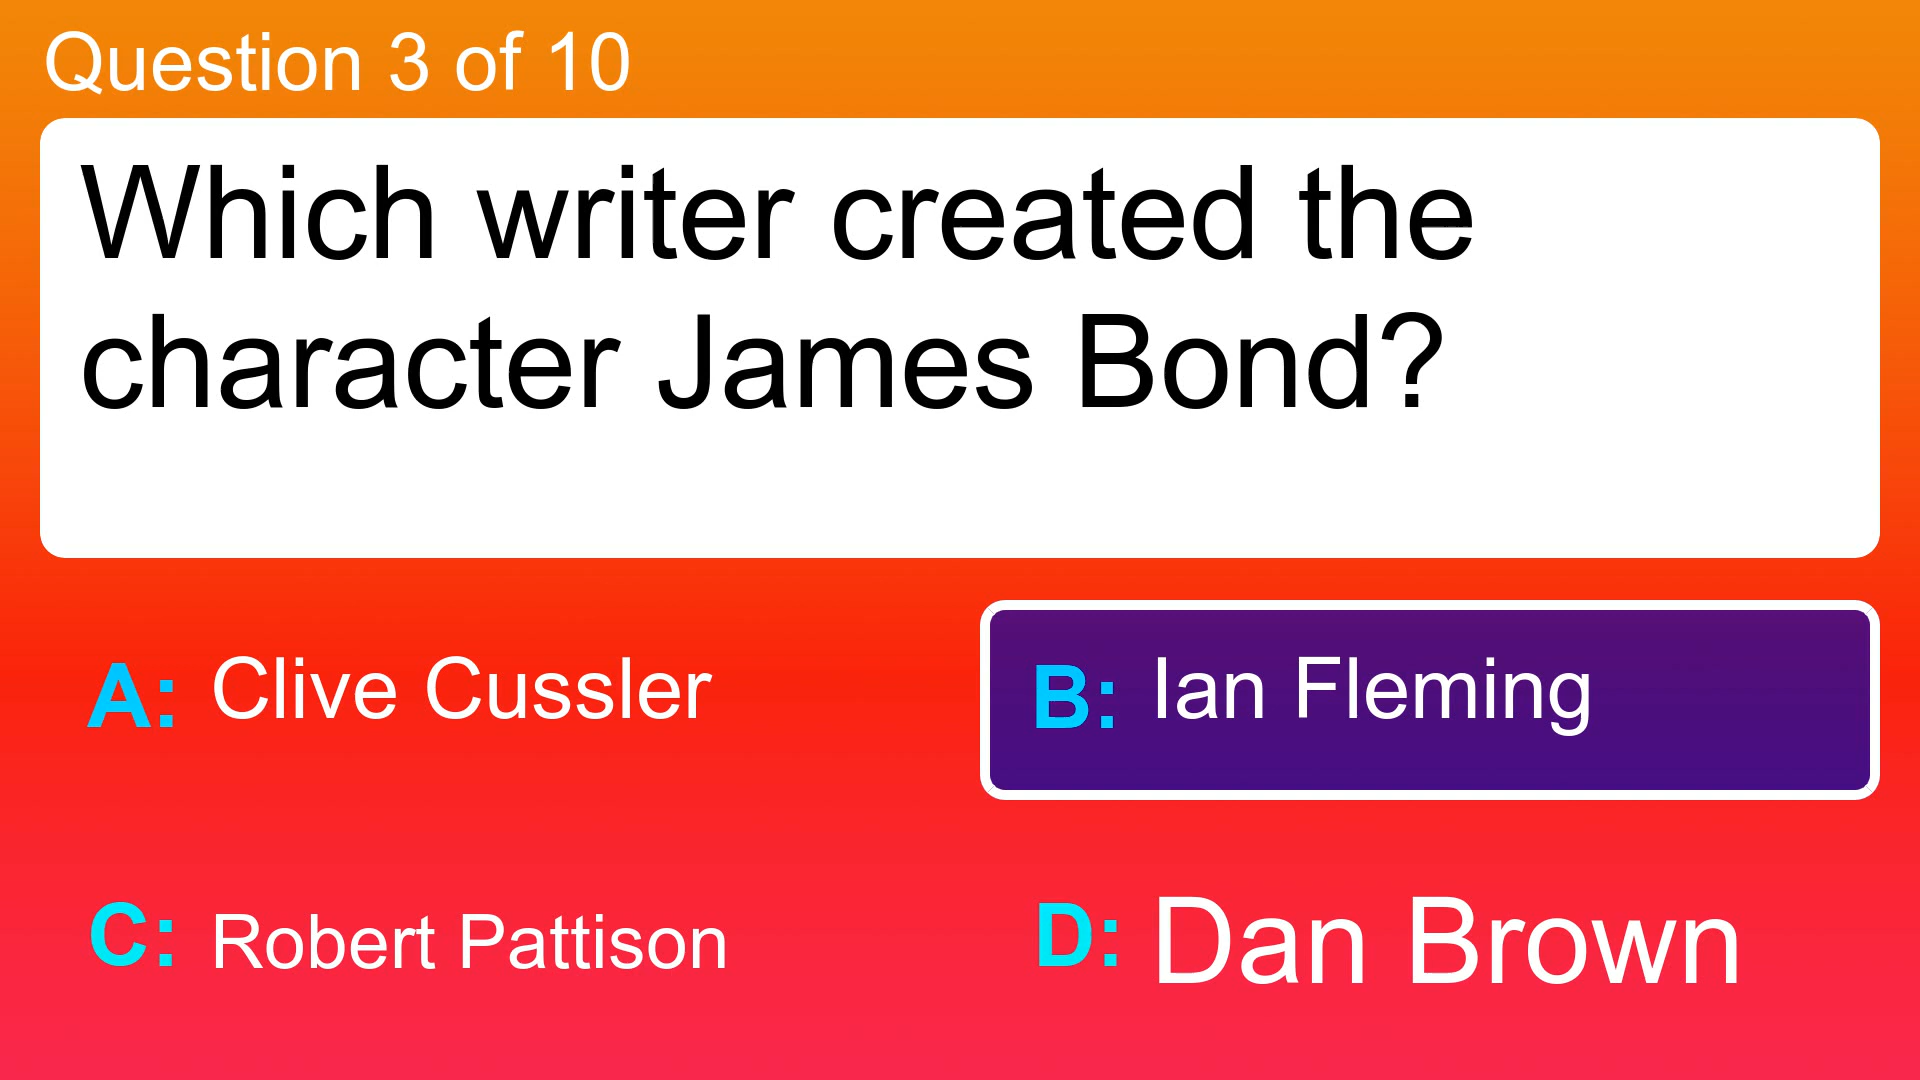 Question 3 of 10
Which writer created the
character James Bond?
A: Clive Cussler
B: Ian Fleming
C: Robert Pattison
D: Dan Brown